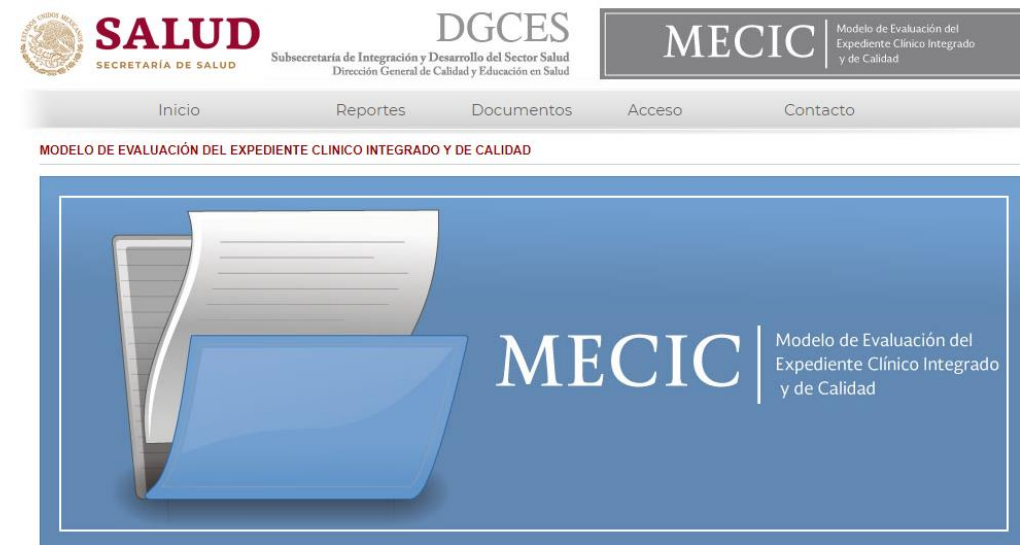 SALUD
SECRETARÍA DE SALUD
DGCES
Subsecretaría de Integración y Desarrollo del Sector Salud
Dirección General de Calidad y Educación en Salud
MECIC
Modelo de Evaluación del
Expediente Clínico Integrado
y de Calidad
Inicio Reportes Documentos Acceso Contacto
MODELO DE EVALUACIÓN DEL EXPEDIENTE CLINICO INTEGRADO Y DE CALIDAD
MECIC
Modelo de Evaluación del
Expediente Clínico Integrado
y de Calidad